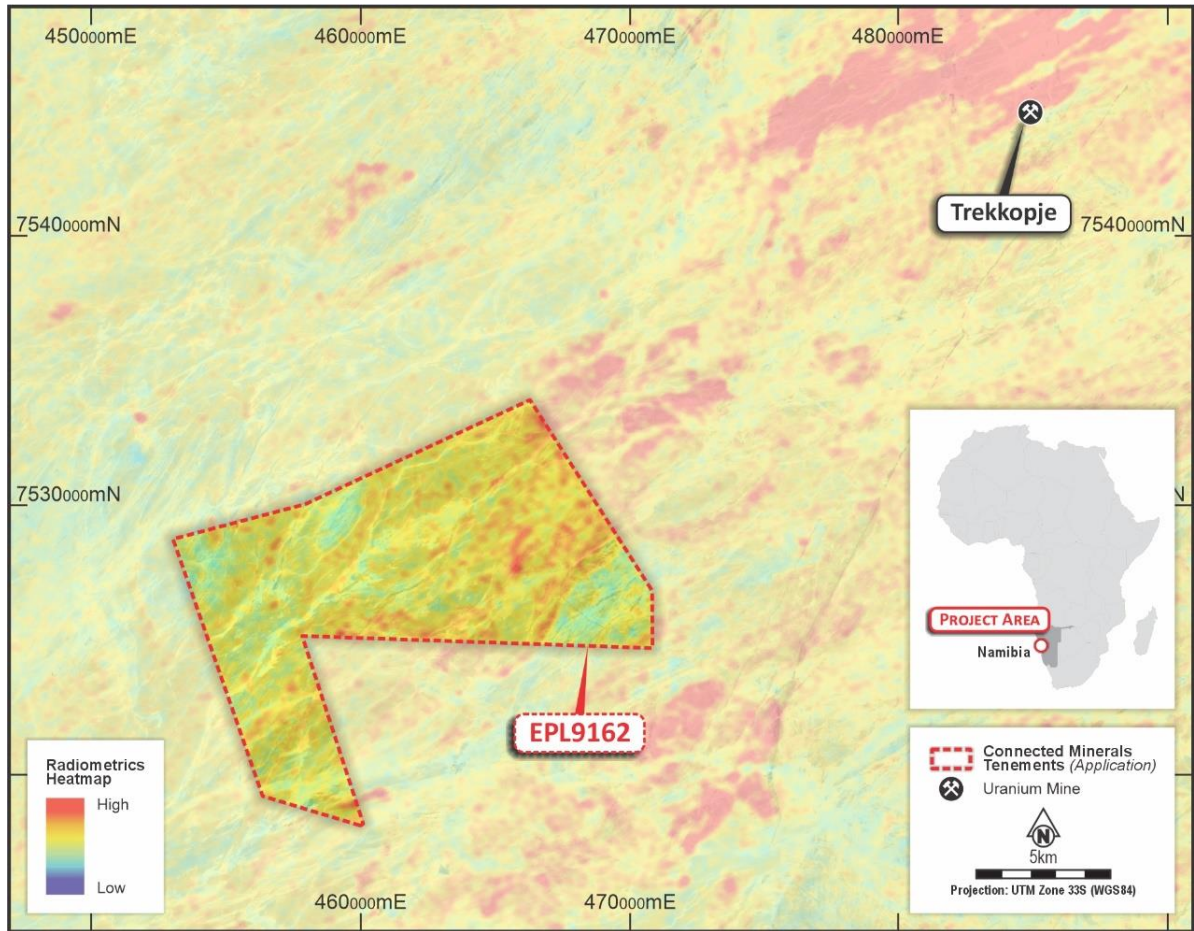 450000mE
460000mE
470000mE
480000mE
Trekkopje
7540000mN
7540000mN
7530000mN
N
PROJECT AREA
Namibia
EPL9162
Radiometrics
Heatmap
High
Low
Connected Minerals
Tenements (Application)
Uranium Mine
N
5km
Projection: UTM Zone 33S (WGS84)
460000mE
470000mE